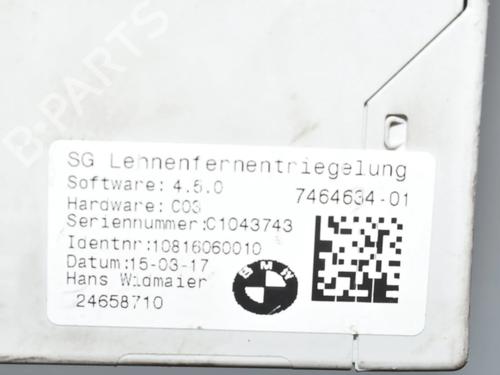 B-PARTS
SG Lehnenfernentriegelung
Software: 4.6.0
7464634-01
Hardware: C03
Seriennummer:C1043743
Identnr:10816060010
Datum:15-03-17
Hans Widmaier
24658710
BMW